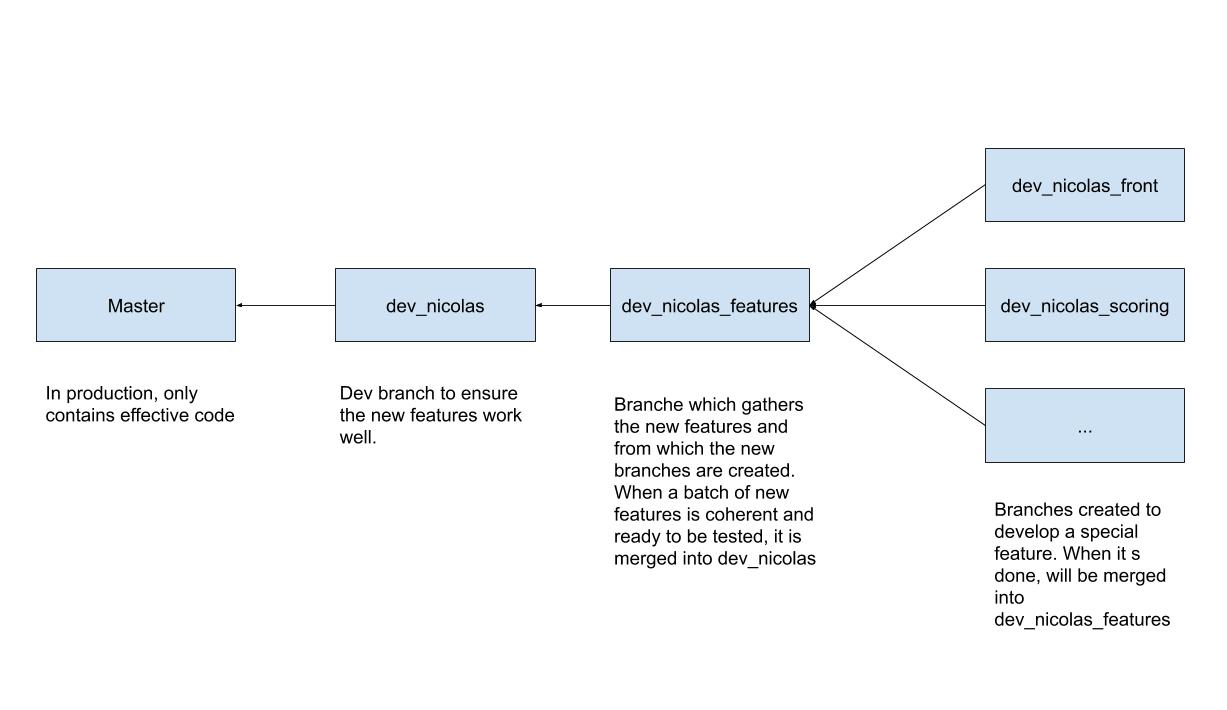 dev_nicolas_front
Master
dev_nicolas
dev_nicolas_features
dev_nicolas_scoring
In production, only
contains effective code
Dev branch to ensure
the new features work
well.
Branche which gathers
the new features and
from which the new
branches are created.
When a batch of new
features is coherent and
ready to be tested, it is
merged into dev_nicolas
...
Branches created to
develop a special
feature. When it s
done, will be merged
into
dev_nicolas_features